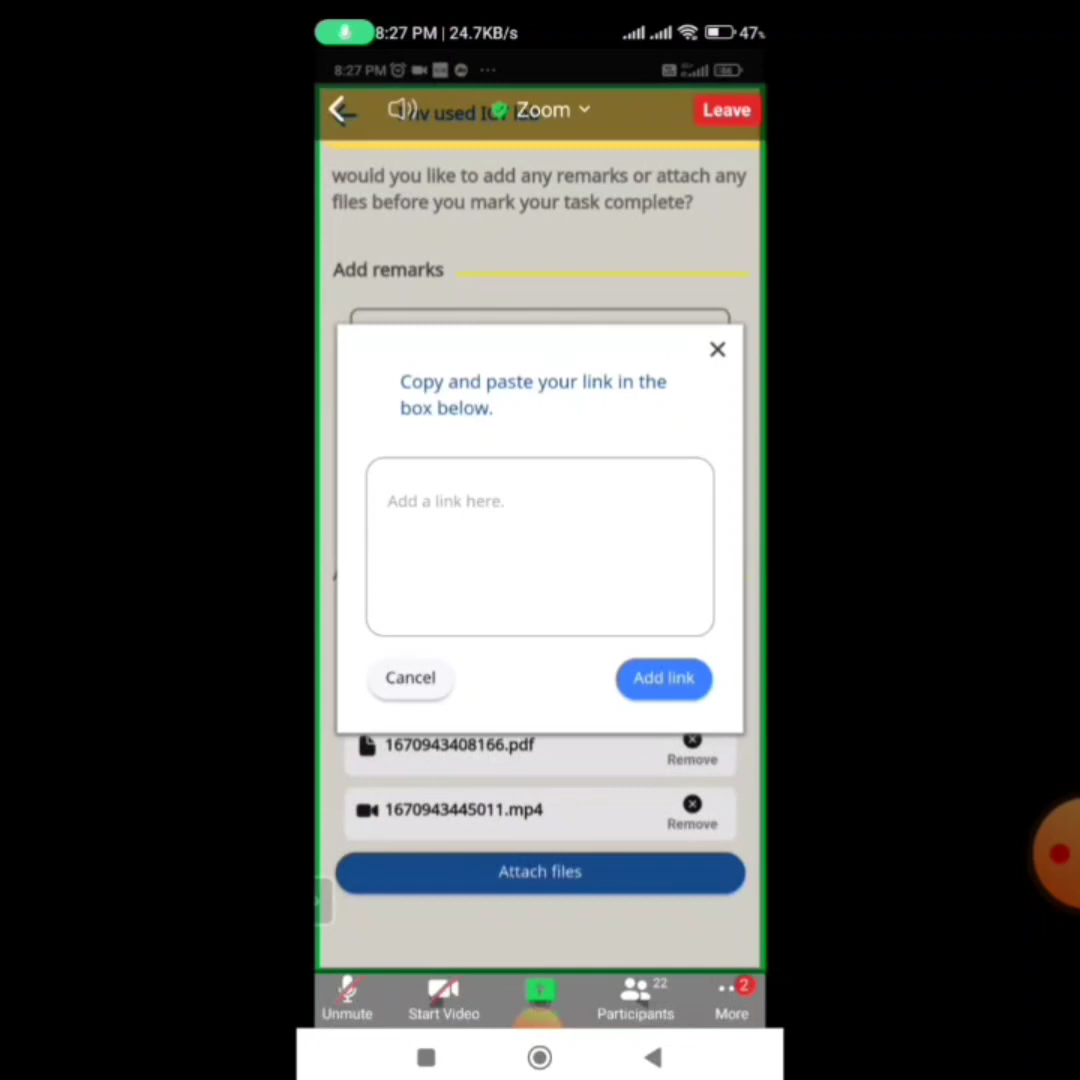 8:27 PM | 24.7KB/s 47%
8:27 PM
Zoom
Leave
would you like to add any remarks or attach any
files before you mark your task complete?
Add remarks
Copy and paste your link in the
box below.
Add a link here.
Cancel Add link
1670943408166.pdf
Remove
1670943445011.mp4
Remove
Attach files
22 2
Unmute Start Video Participants More